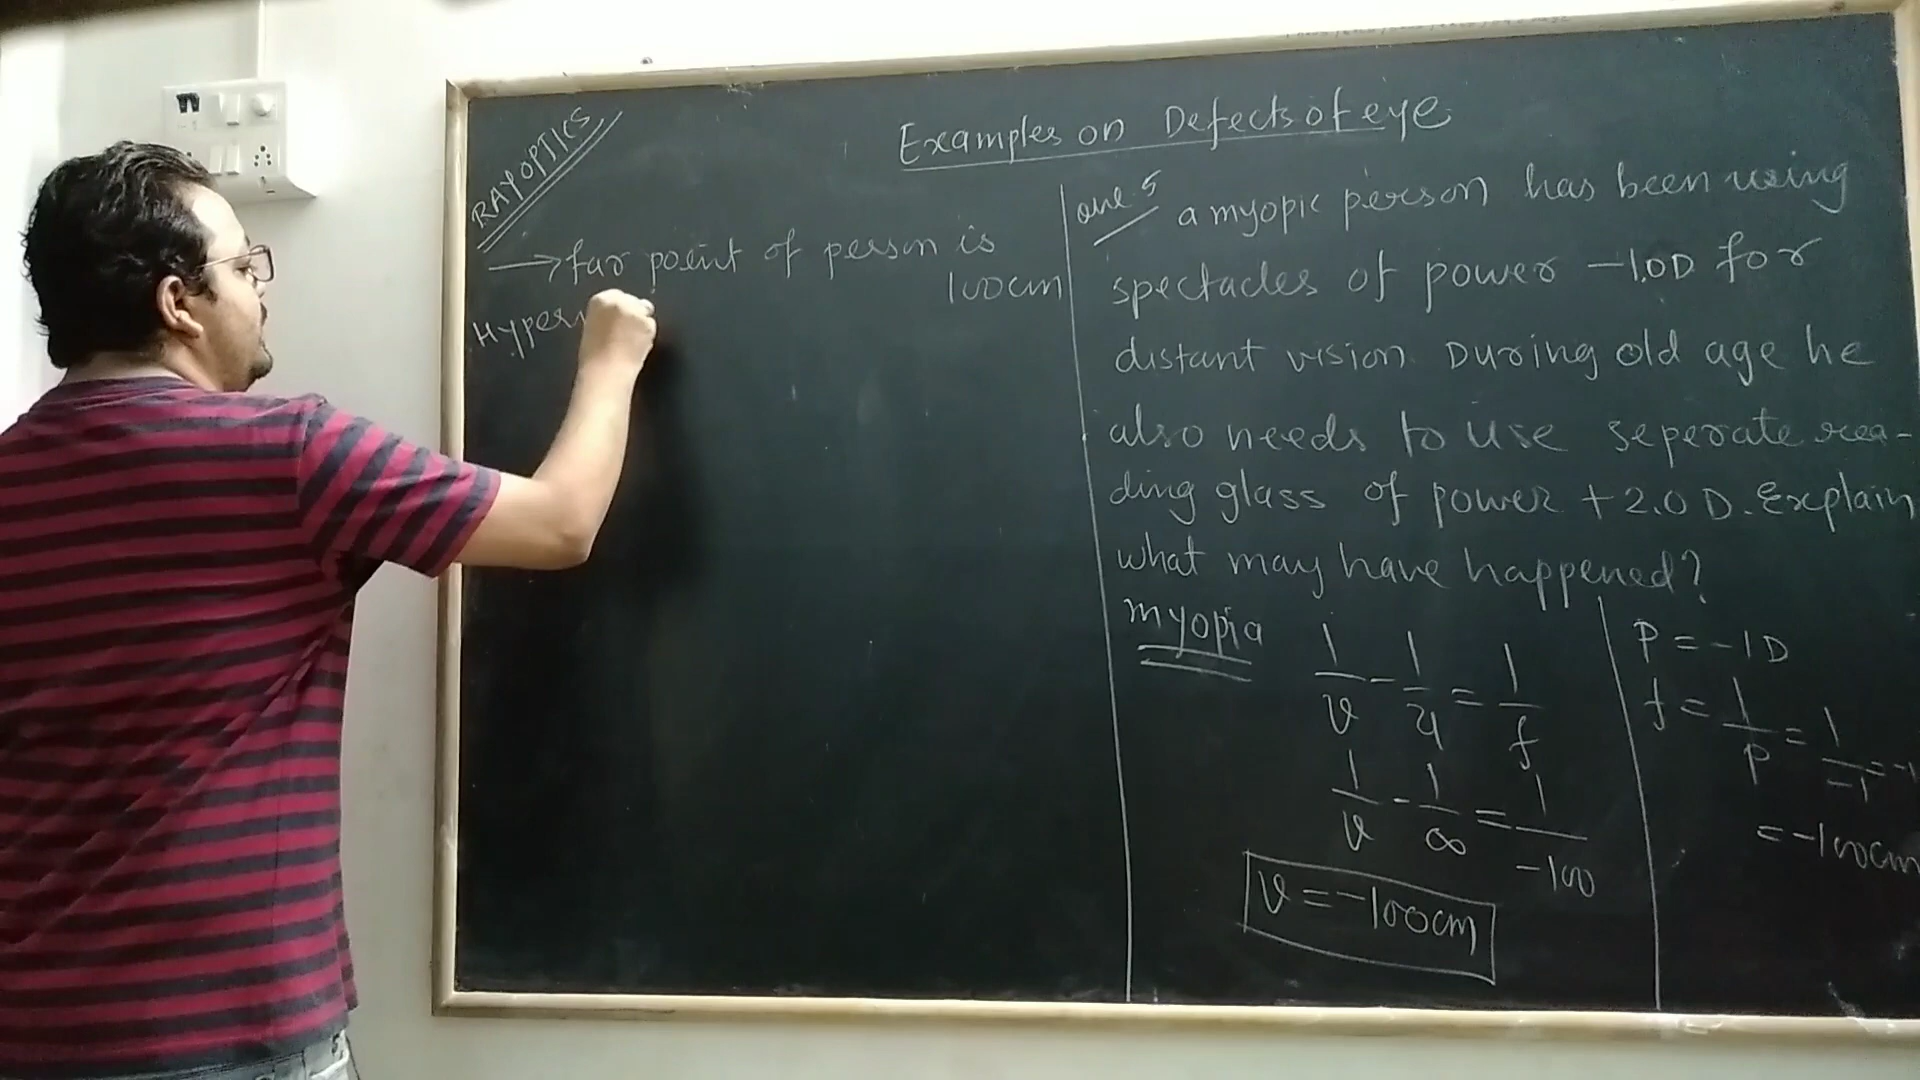 RAY OPTICS
Examples on Defects of eye
→ far point of person is
100cm
Hyperm
que. 5 a myopic person has been using
spectacles of power -1.0D for
distant vision. During old age he
also needs to use seperate rea-
ding glass of power + 2.0 D. Explain
what may have happened?
myopia
1/v - 1/u = 1/f
1/v - 1/∞ = 1/-100
v = -100cm
P = -1D
f = 1/P = 1/-1 = -1
= -100cm